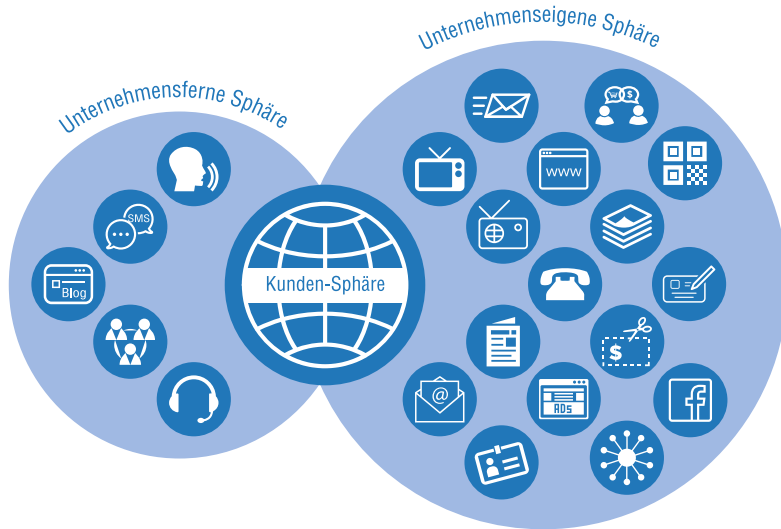 Unternehmensferne Sphäre
Unternehmenseigene Sphäre
SMS
Blog
Kunden-Sphäre
W $
WWW
$
@
ADs
f